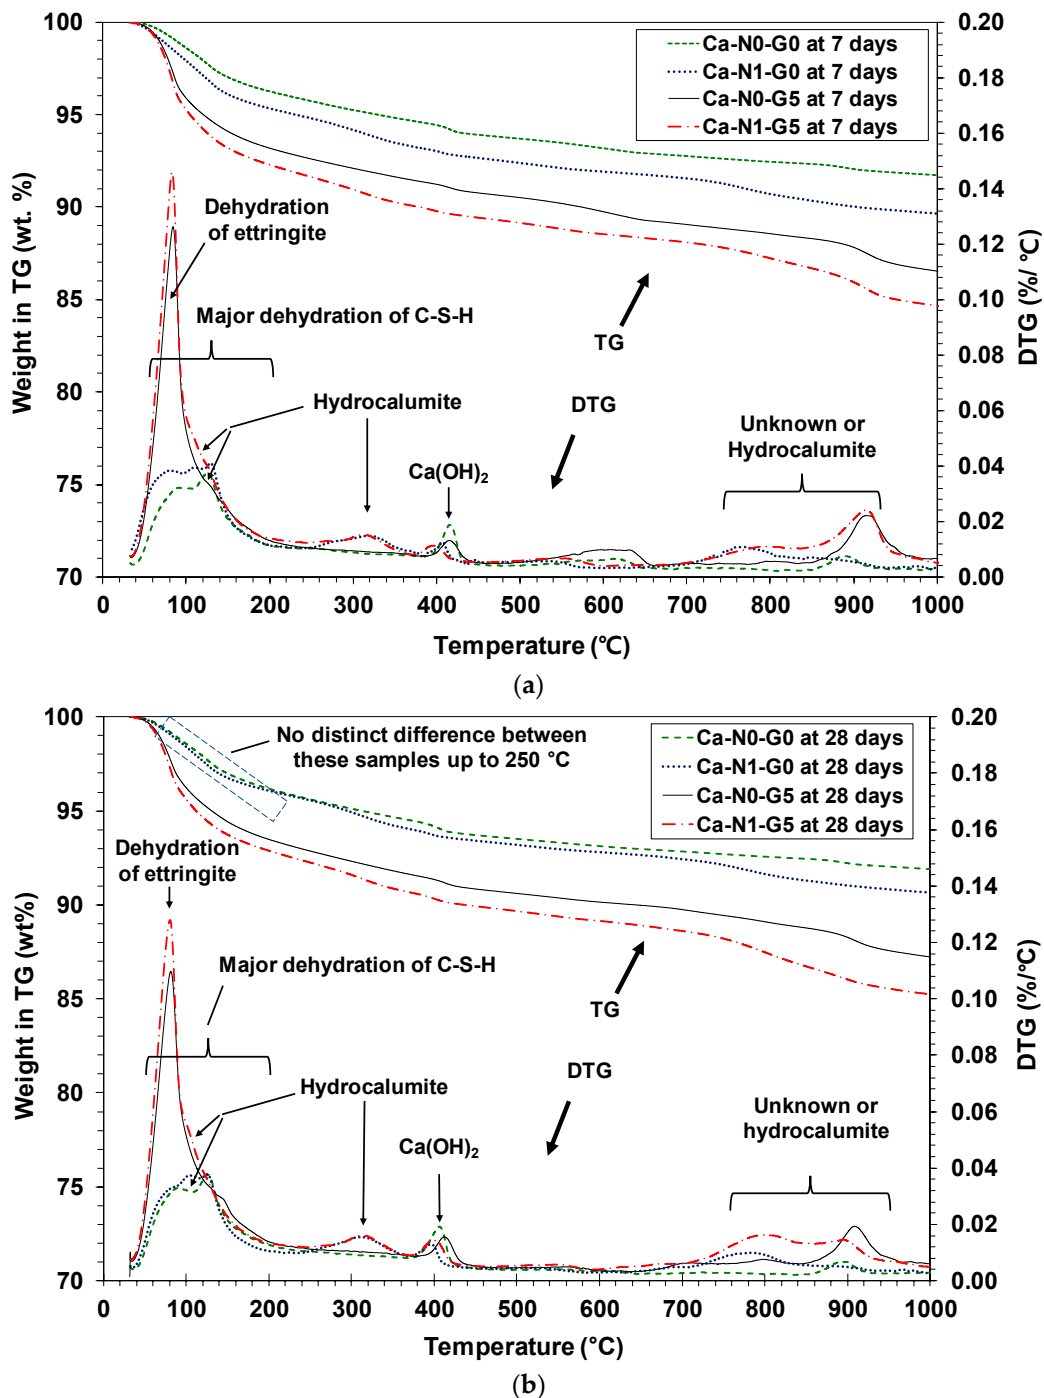 100
95
90
85
80
75
70
Weight in TG (wt. %)
0.20
0.18
0.16
0.14
0.12
0.10
0.08
0.06
0.04
0.02
0.00
DTG (%/ °C)
Ca-N0-G0 at 7 days
Ca-N1-G0 at 7 days
Ca-N0-G5 at 7 days
Ca-N1-G5 at 7 days
Dehydration
of ettringite
Major dehydration of C-S-H
TG
Hydrocalumite
DTG
Unknown or
Hydrocalumite
Ca(OH)2
0 100 200 300 400 500 600 700 800 900 1000
Temperature (℃)
(a)
100
95
90
85
80
75
70
Weight in TG (wt%)
0.20
0.18
0.16
0.14
0.12
0.10
0.08
0.06
0.04
0.02
0.00
DTG (%/°C)
No distinct difference between
these samples up to 250 °C
Ca-N0-G0 at 28 days
Ca-N1-G0 at 28 days
Ca-N0-G5 at 28 days
Ca-N1-G5 at 28 days
Dehydration
of ettringite
Major dehydration of C-S-H
TG
DTG
Hydrocalumite
Unknown or
hydrocalumite
Ca(OH)2
0 100 200 300 400 500 600 700 800 900 1000
Temperature (°C)
(b)